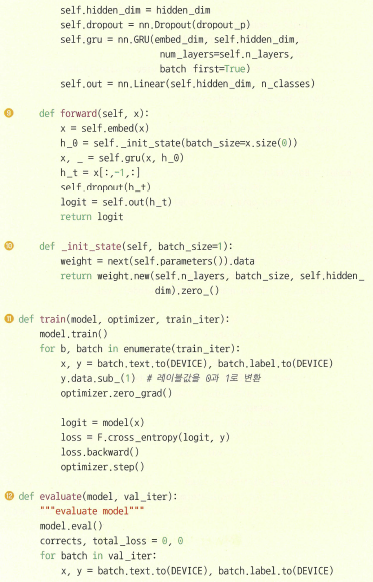 self.hidden_dim = hidden_dim
self.dropout = nn.Dropout(dropout_p)
self.gru = nn.GRU(embed_dim, self.hidden_dim,
num_layers=self.n_layers,
batch first=True)
self.out = nn.Linear(self.hidden_dim, n_classes)
9 def forward(self, x):
x = self.embed(x)
h_0 = self._init_state(batch_size=x.size(0))
x, _ = self.gru(x, h_0)
h_t = x[:,-1,:]
self.dropout(h_t)
logit = self.out(h_t)
return logit
10 def _init_state(self, batch_size=1):
weight = next(self.parameters()).data
return weight.new(self.n_layers, batch_size, self.hidden_
dim).zero_()
11 def train(model, optimizer, train_iter):
model.train()
for b, batch in enumerate(train_iter):
x, y = batch.text.to(DEVICE), batch.label.to(DEVICE)
y.data.sub_(1) # 레이블값을 0과 1로 변환
optimizer.zero_grad()
logit = model(x)
loss = F.cross_entropy(logit, y)
loss.backward()
optimizer.step()
12 def evaluate(model, val_iter):
"""evaluate model"""
model.eval()
corrects, total_loss = 0, 0
for batch in val_iter:
x, y = batch.text.to(DEVICE), batch.label.to(DEVICE)